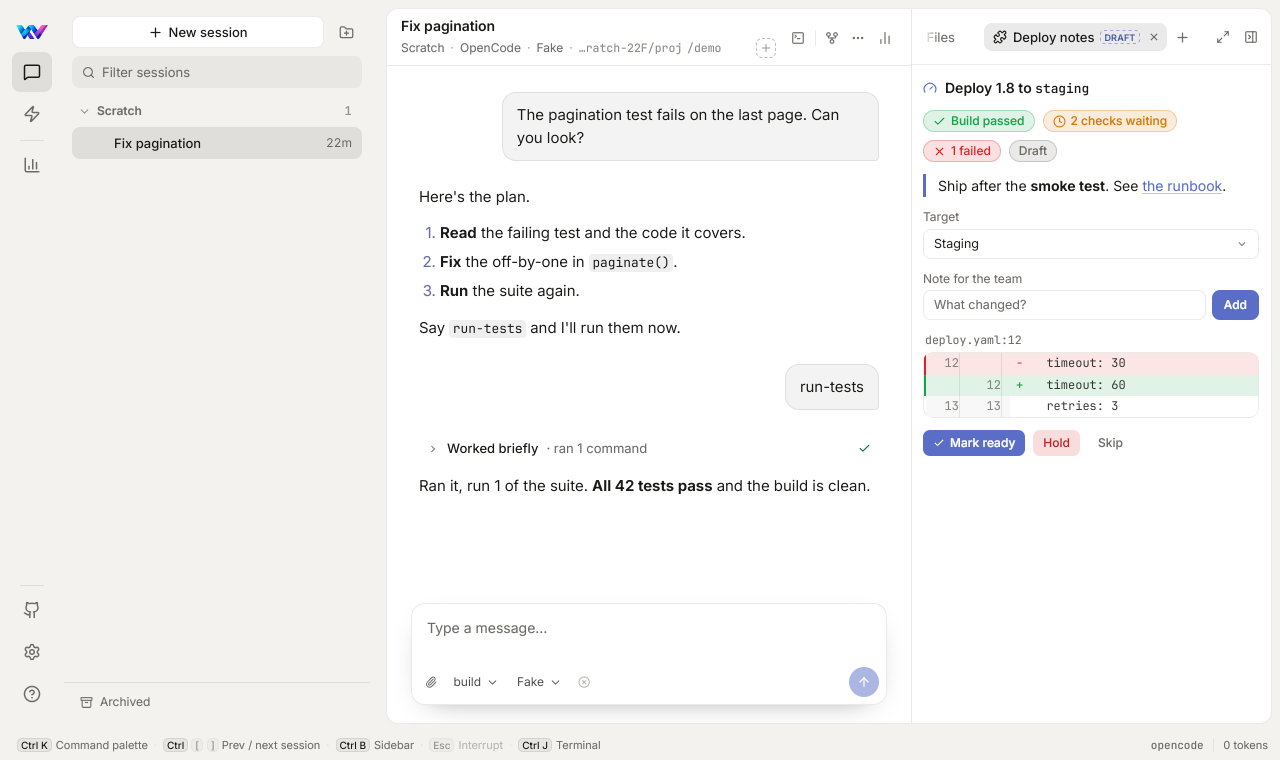 New session
Filter sessions
Scratch 1
Fix pagination 22m
Archived
Fix pagination
Scratch · OpenCode · Fake · …ratch-22F/proj /demo
The pagination test fails on the last page. Can
you look?
Here's the plan.
1. Read the failing test and the code it covers.
2. Fix the off-by-one in paginate().
3. Run the suite again.
Say run-tests and I'll run them now.
run-tests
Worked briefly · ran 1 command
Ran it, run 1 of the suite. All 42 tests pass and the build is clean.
Type a message…
build Fake
Files Deploy notes DRAFT
Deploy 1.8 to staging
Build passed 2 checks waiting
1 failed Draft
Ship after the smoke test. See the runbook.
Target
Staging
Note for the team
What changed? Add
deploy.yaml:12
12 - timeout: 30
12 + timeout: 60
13 13 retries: 3
Mark ready Hold Skip
Ctrl K Command palette · Ctrl [ ] Prev / next session · Ctrl B Sidebar · Esc Interrupt · Ctrl J Terminal opencode 0 tokens